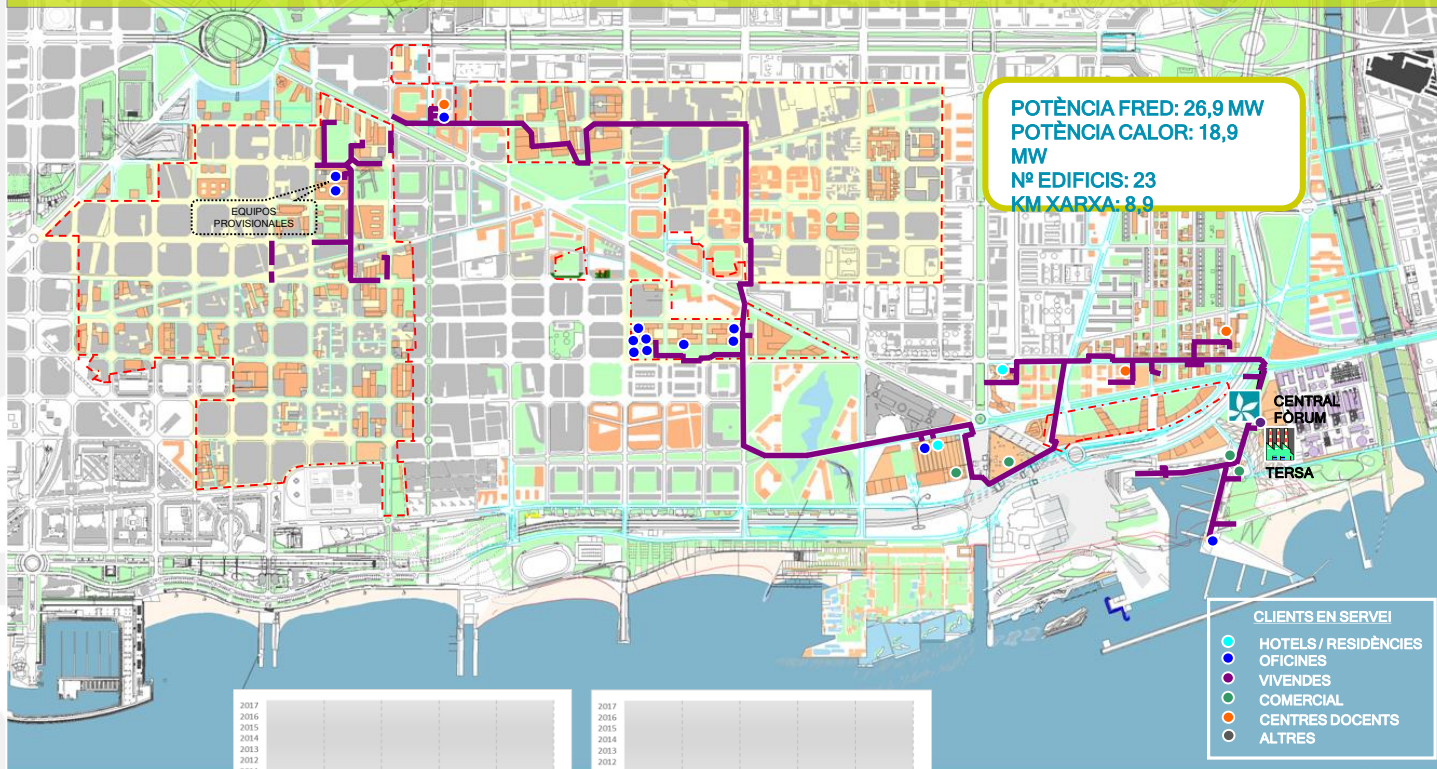 POTÈNCIA FRED: 26,9 MW
POTÈNCIA CALOR: 18,9
MW
Nº EDIFICIS: 23
KM XARXA: 8,9
EQUIPOS
PROVISIONALES
CENTRAL
FÒRUM
TERSA
CLIENTS EN SERVEI
HOTELS / RESIDÈNCIES
OFICINES
VIVENDES
COMERCIAL
CENTRES DOCENTS
ALTRES
2017
2016
2015
2014
2013
2012
2017
2016
2015
2014
2013
2012